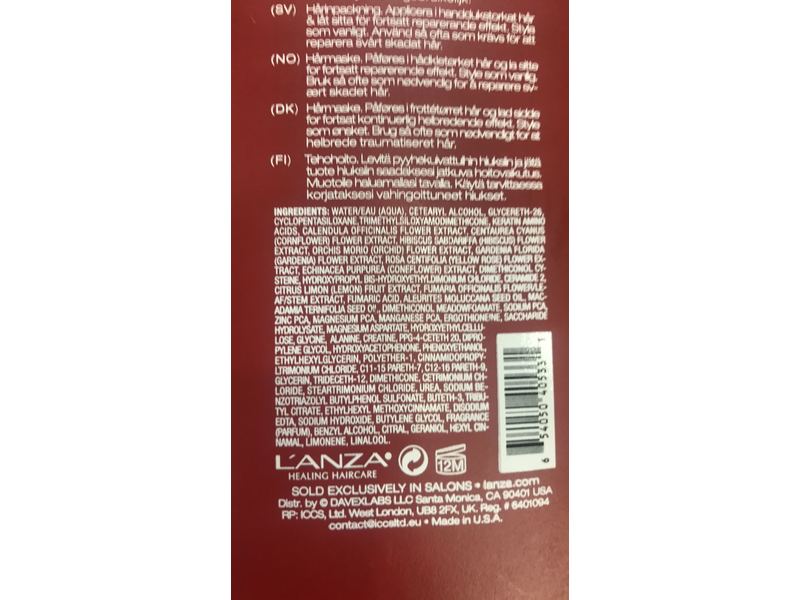 (SV) Hårinpackning. Applicera i handduketorkat hår
& låt sitta för fortsatt reparerande effekt. Style
som vanligt. Använd så ofta som krävs för att
reparera svårt skadat hår.
(NO) Hårmaske. Påføres i hådkletørket hår og la sitte
for fortsatt reparerende effekt. Style som vanlig.
Bruk så ofte som nødvendig for å reparere sv-
ært skadet hår.
(DK) Hårmaske. Påføres i frottétørret hår og lad sidde
for fortsat kontinuerlig helbredende effekt. Style
som ønsket. Brug så ofte som nødvendigt for at
helbrede traumatiseret hår.
(FI) Tehohoito. Levitä pyyhekuivattuihin hiuksiin ja jätä
tuote hiuksiin saadaksesi jatkuva hoitovaikutus.
Muotoile haluamallasi tavalla. Käytä tarvittaessa
korjataksesi vahingoittuneet hiukset.
INGREDIENTS: WATER/EAU (AQUA), CETEARYL ALCOHOL, GLYCERETH-26,
CYCLOPENTASILOXANE, TRIMETHYLSILOXYAMODIMETHICONE, KERATIN AMINO
ACIDS, CALENDULA OFFICINALIS FLOWER EXTRACT, CENTAUREA CYANUS
(CORNFLOWER) FLOWER EXTRACT, HIBISCUS SABDARIFFA (HIBISCUS) FLOWER
EXTRACT, ORCHIS MORIO (ORCHID) FLOWER EXTRACT, GARDENIA FLORIDA
(GARDENIA) FLOWER EXTRACT, ROSA CENTIFOLIA (YELLOW ROSE) FLOWER EX-
TRACT, ECHINACEA PURPUREA (CONEFLOWER) EXTRACT, DIMETHICONOL CY-
STEINE, HYDROXYPROPYL BIS-HYDROXYETHYLDIMONIUM CHLORIDE, CERAMIDE 2,
CITRUS LIMON (LEMON) FRUIT EXTRACT, FUMARIA OFFICINALIS FLOWER/LE-
AF/STEM EXTRACT, FUMARIC ACID, ALEURITES MOLUCCANA SEED OIL, MAC-
ADAMIA TERNIFOLIA SEED OIL, DIMETHICONOL MEADOWFOAMATE, SODIUM PCA,
ZINC PCA, MAGNESIUM PCA, MANGANESE PCA, ERGOTHIONEINE, SACCHARIDE
HYDROLYSATE, MAGNESIUM ASPARTATE, HYDROXYETHYLCELLU-
LOSE, GLYCINE, ALANINE, CREATINE, PPG-4-CETETH 20, DIPRO-
PYLENE GLYCOL, HYDROXYACETOPHENONE, PHENOXYETHANOL,
ETHYLHEXYLGLYCERIN, POLYETHER-1, CINNAMIDOPROPY-
LTRIMONIUM CHLORIDE, C11-15 PARETH-7, C12-16 PARETH-9,
GLYCERIN, TRIDECETH-12, DIMETHICONE, CETRIMONIUM CH-
LORIDE, STEARTRIMONIUM CHLORIDE, UREA, SODIUM BE-
NZOTRIAZOLYL BUTYLPHENOL SULFONATE, BUTETH-3, TRIBU-
TYL CITRATE, ETHYLHEXYL METHOXYCINNAMATE, DISODIUM
EDTA, SODIUM HYDROXIDE, BUTYLENE GLYCOL, FRAGRANCE
(PARFUM), BENZYL ALCOHOL, CITRAL, GERANIOL, HEXYL CIN-
NAMAL, LIMONENE, LINALOOL.
6 54050 40533 1
L'ANZA® 12M
HEALING HAIRCARE
SOLD EXCLUSIVELY IN SALONS • lanza.com
Distr. by © DAVEXLABS LLC Santa Monica, CA 90401 USA
RP: ICCS, Ltd. West London, UB8 2FX, UK. Reg. # 6401094
contact@iccsltd.eu • Made in U.S.A.